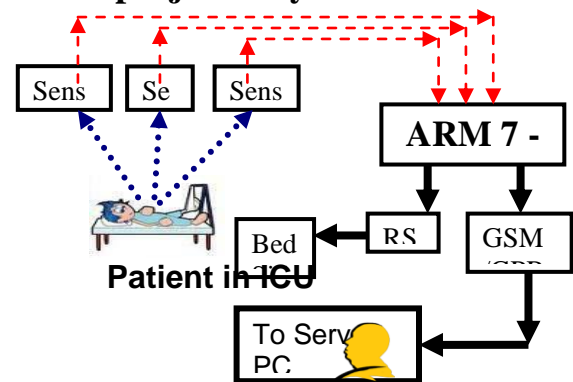 Sens
Se
Sens
ARM 7 -
RS
GSM
Bed
Patient in ICU
To Serv
PC